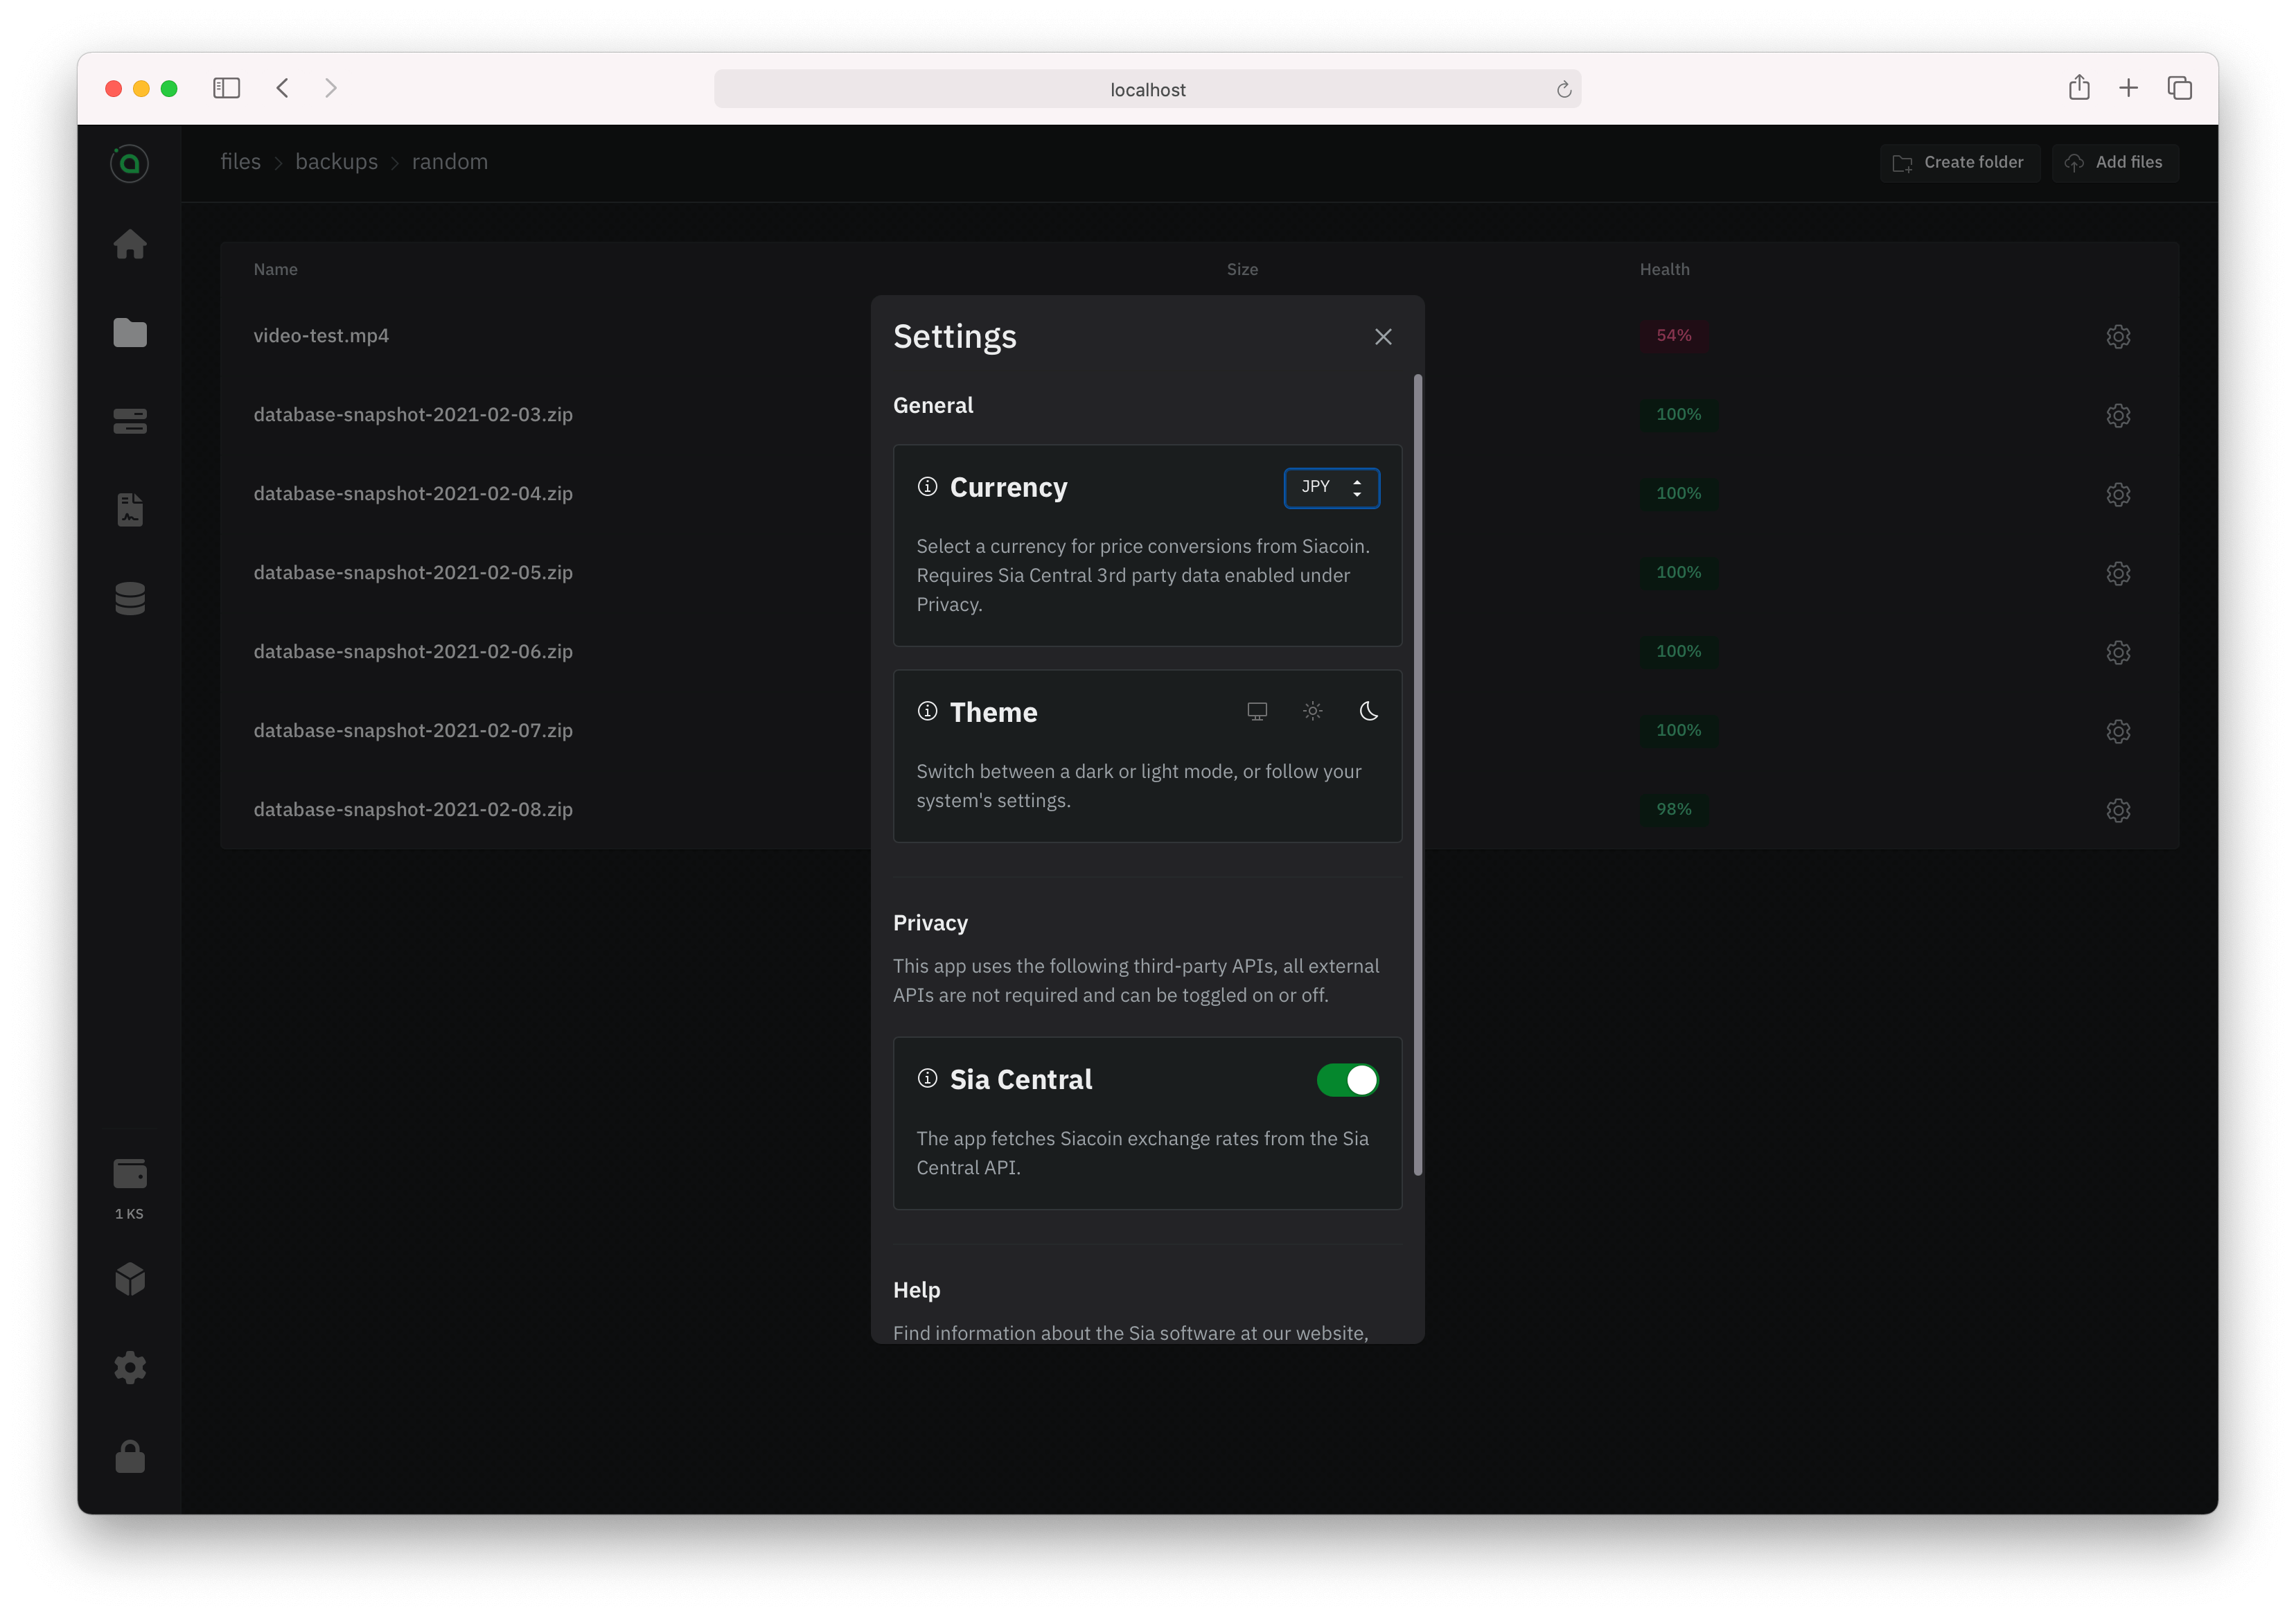 localhost
files > backups > random
Create folder
Add files
Name
Size
Health
video-test.mp4
54%
database-snapshot-2021-02-03.zip
100%
database-snapshot-2021-02-04.zip
100%
database-snapshot-2021-02-05.zip
100%
database-snapshot-2021-02-06.zip
100%
database-snapshot-2021-02-07.zip
100%
database-snapshot-2021-02-08.zip
98%
1 KS
Settings
General
Currency
JPY
Select a currency for price conversions from Siacoin.
Requires Sia Central 3rd party data enabled under
Privacy.
Theme
Switch between a dark or light mode, or follow your
system's settings.
Privacy
This app uses the following third-party APIs, all external
APIs are not required and can be toggled on or off.
Sia Central
The app fetches Siacoin exchange rates from the Sia
Central API.
Help
Find information about the Sia software at our website,